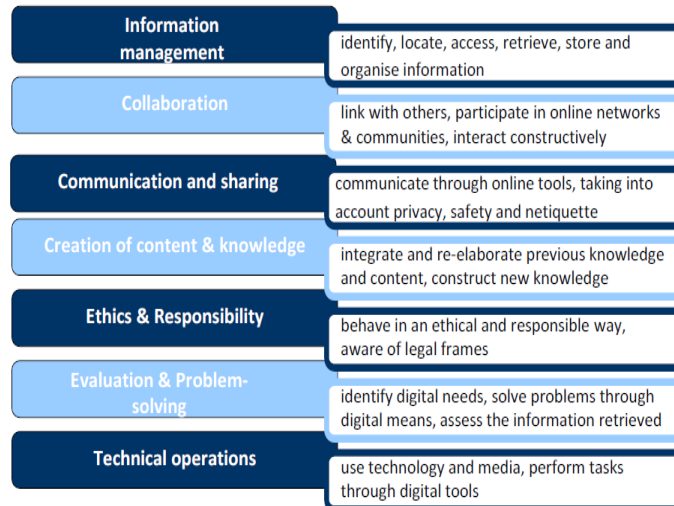 Information
management
identify, locate, access, retrieve, store and
organise information
Collaboration
link with others, participate in online networks
& communities, interact constructively
Communication and sharing
communicate through online tools, taking into
account privacy, safety and netiquette
Creation of content & knowledge
integrate and re-elaborate previous knowledge
and content, construct new knowledge
Ethics & Responsibility
behave in an ethical and responsible way,
aware of legal frames
Evaluation & Problem-
solving
identify digital needs, solve problems through
digital means, assess the information retrieved
Technical operations
use technology and media, perform tasks
through digital tools